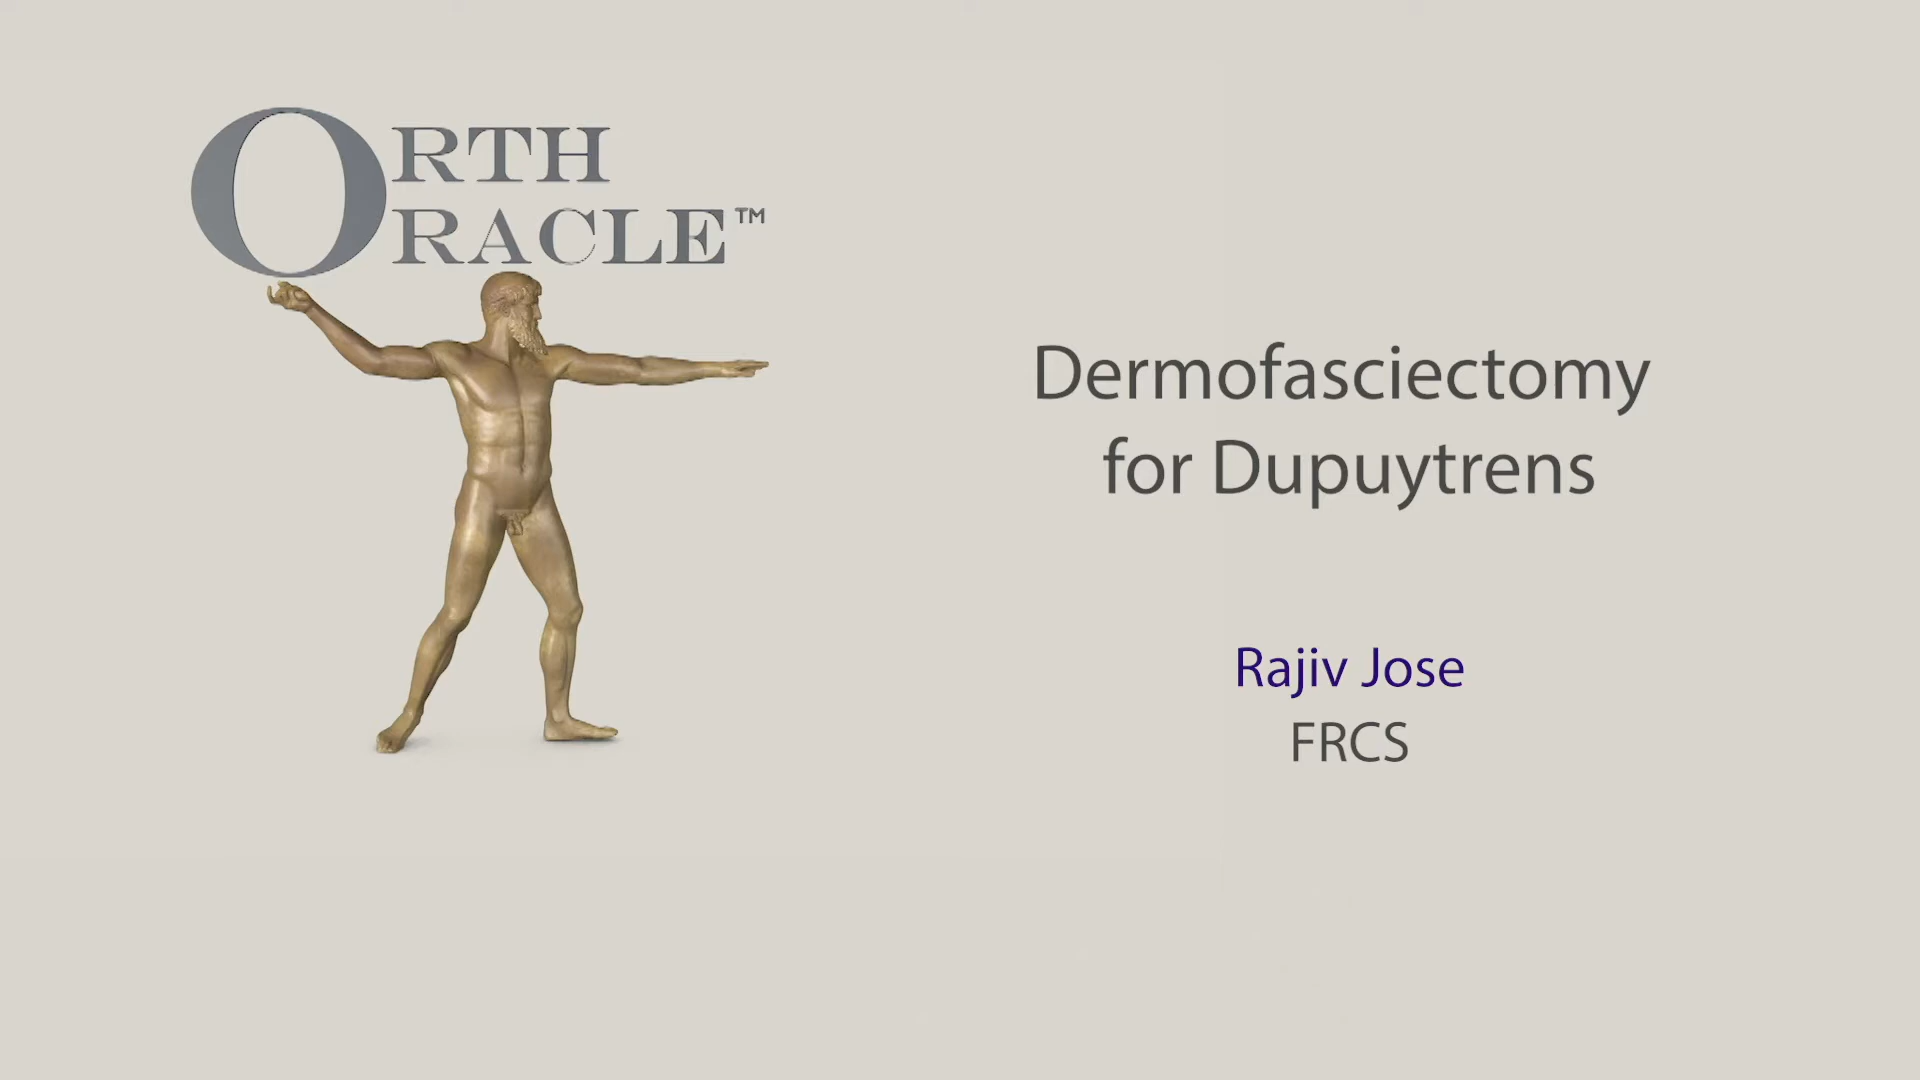 ORTH
ORACLE™
Dermofasciectomy
for Dupuytrens
Rajiv Jose
FRCS